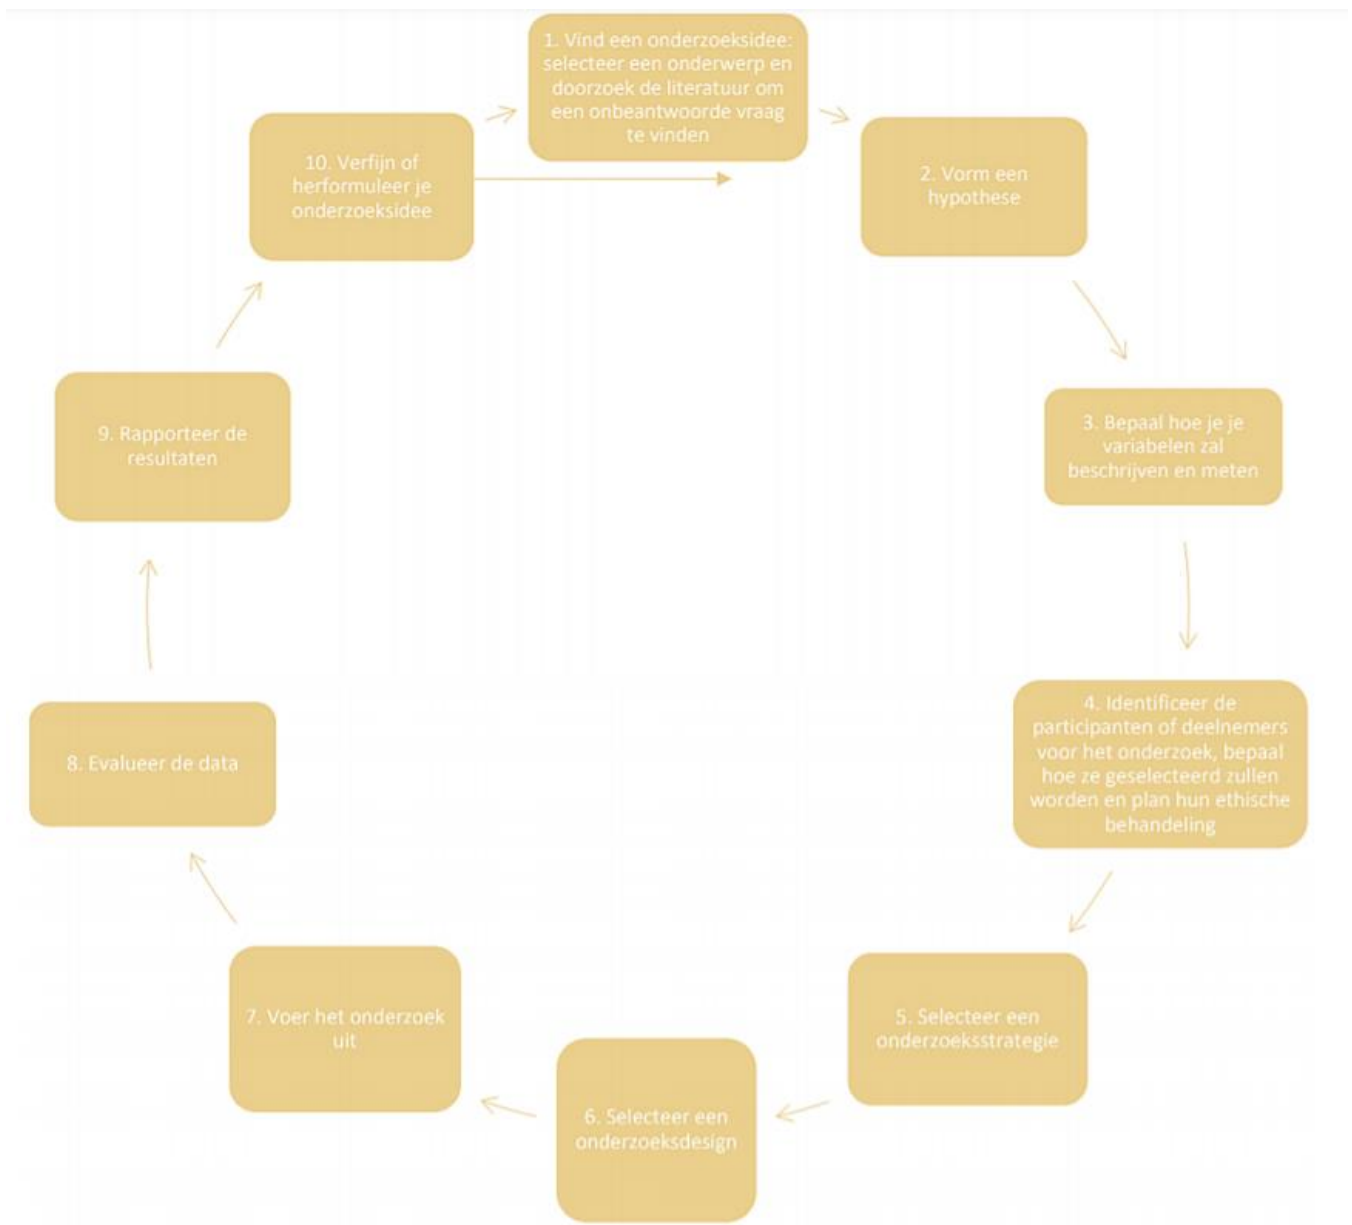 1. Vind een onderzoeksidee:
selecteer een onderwerp en
doorzoek de literatuur om
een onbeantwoorde vraag
te vinden
2. Vorm een
hypothese
3. Bepaal hoe je je
variabelen zal
beschrijven en meten
4. Identificeer de
participanten of deelnemers
voor het onderzoek, bepaal
hoe ze geselecteerd zullen
worden en plan hun ethische
behandeling
5. Selecteer een
onderzoeksstrategie
6. Selecteer een
onderzoeksdesign
7. Voer het onderzoek
uit
8. Evalueer de data
9. Rapporteer de
resultaten
10. Verfijn of
herformuleer je
onderzoeksidee